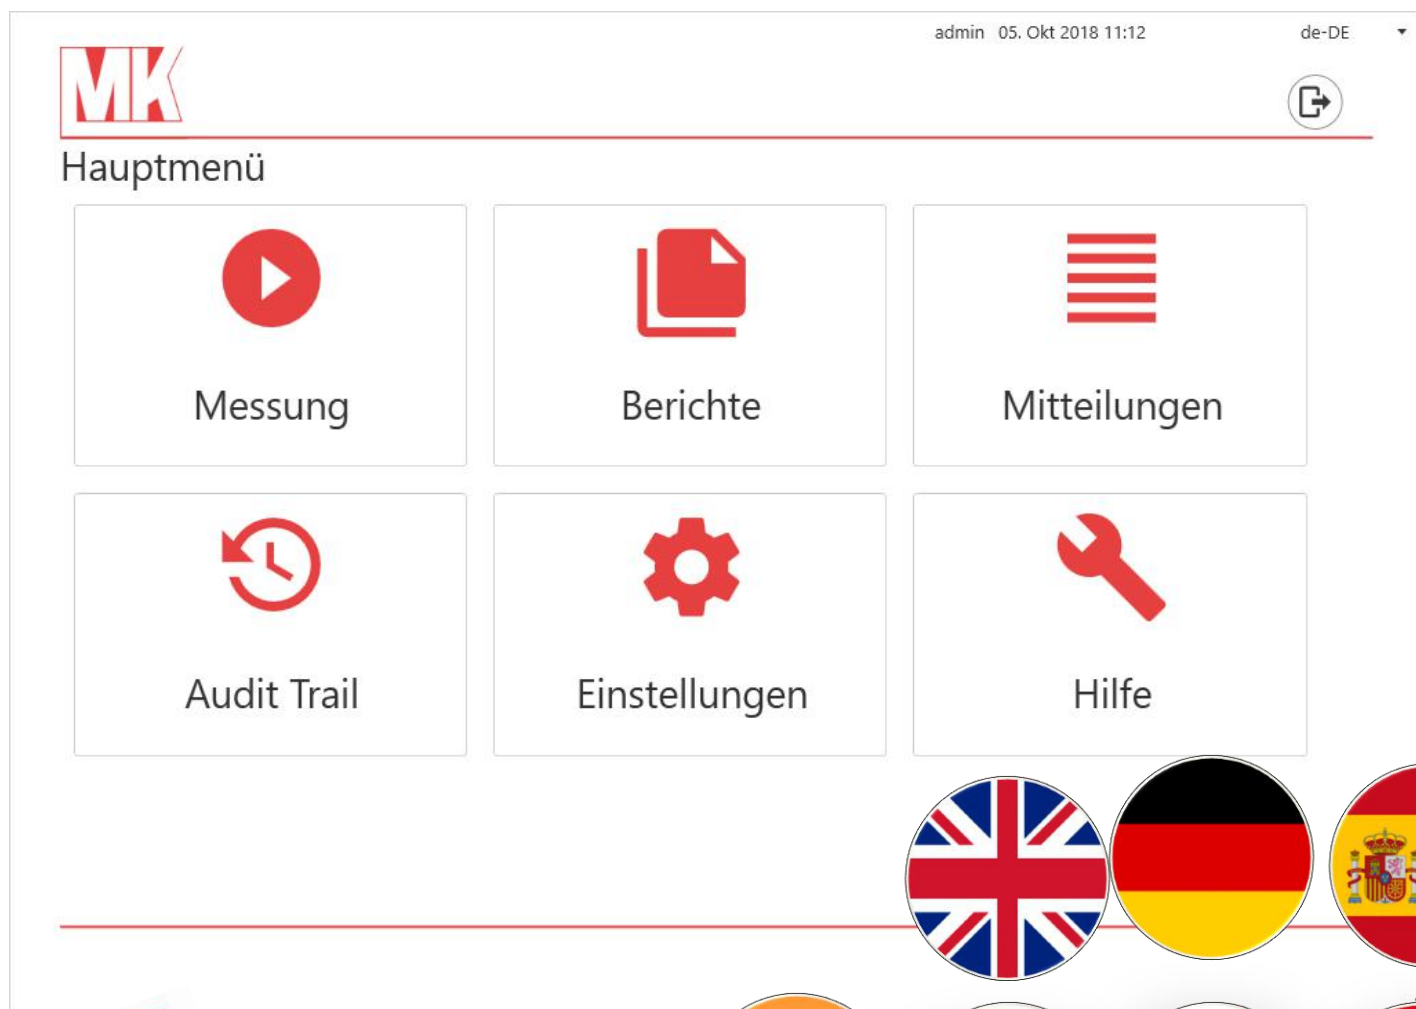 admin 05. Okt 2018 11:12 de-DE
MK
Hauptmenü
Messung Berichte Mitteilungen
Audit Trail Einstellungen Hilfe